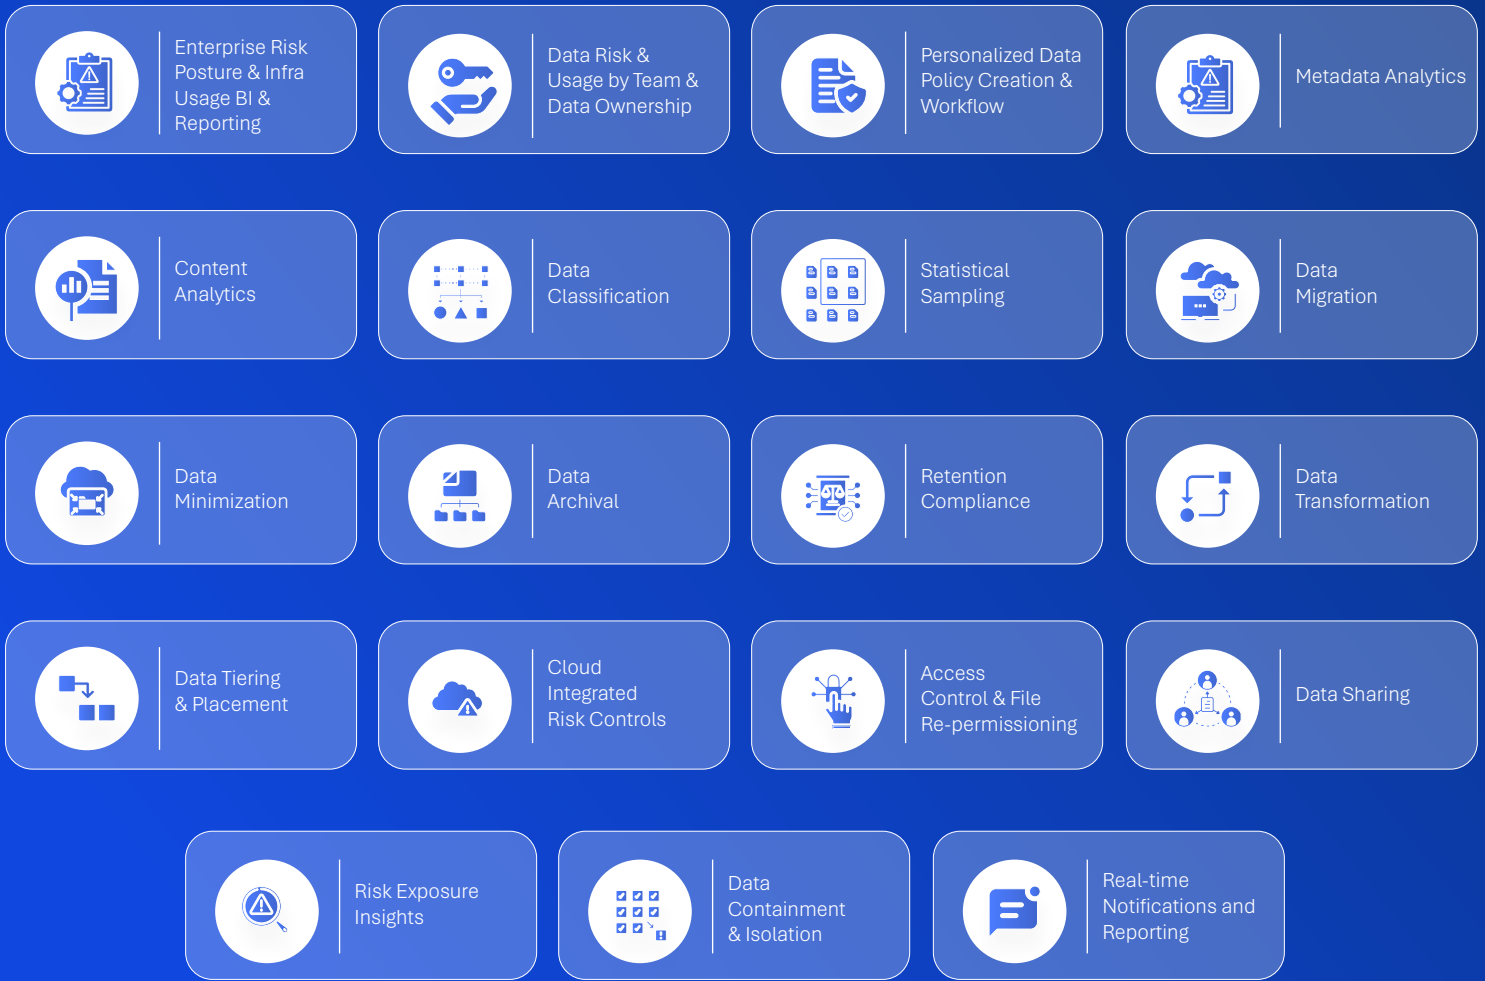 Enterprise Risk
Posture & Infra
Usage BI &
Reporting
Data Risk &
Usage by Team &
Data Ownership
Personalized Data
Policy Creation &
Workflow
Metadata Analytics
Content
Analytics
Data
Classification
Statistical
Sampling
Data
Migration
Data
Minimization
Data
Archival
Retention
Compliance
Data
Transformation
Data Tiering
& Placement
Cloud
Integrated
Risk Controls
Access
Control & File
Re-permissioning
Data Sharing
Risk Exposure
Insights
Data
Containment
& Isolation
Real-time
Notifications and
Reporting